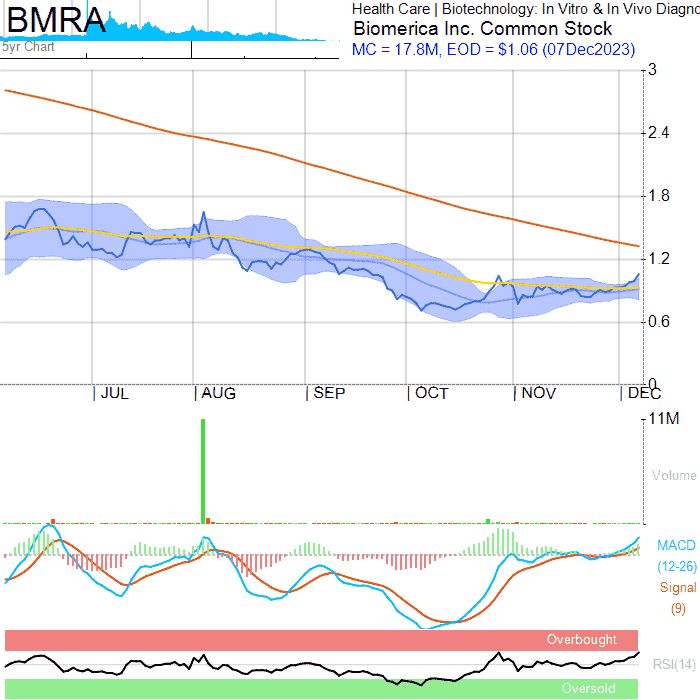 BMRA
5yr Chart
Health Care | Biotechnology: In Vitro & In Vivo Diagno
Biomerica Inc. Common Stock
MC = 17.8M, EOD = $1.06 (07Dec2023)
3
2.4
1.8
1.2
0.6
0
JUL AUG SEP OCT NOV DEC
11M
Volume
MACD
(12-26)
Signal
(9)
Overbought
RSI(14)
Oversold